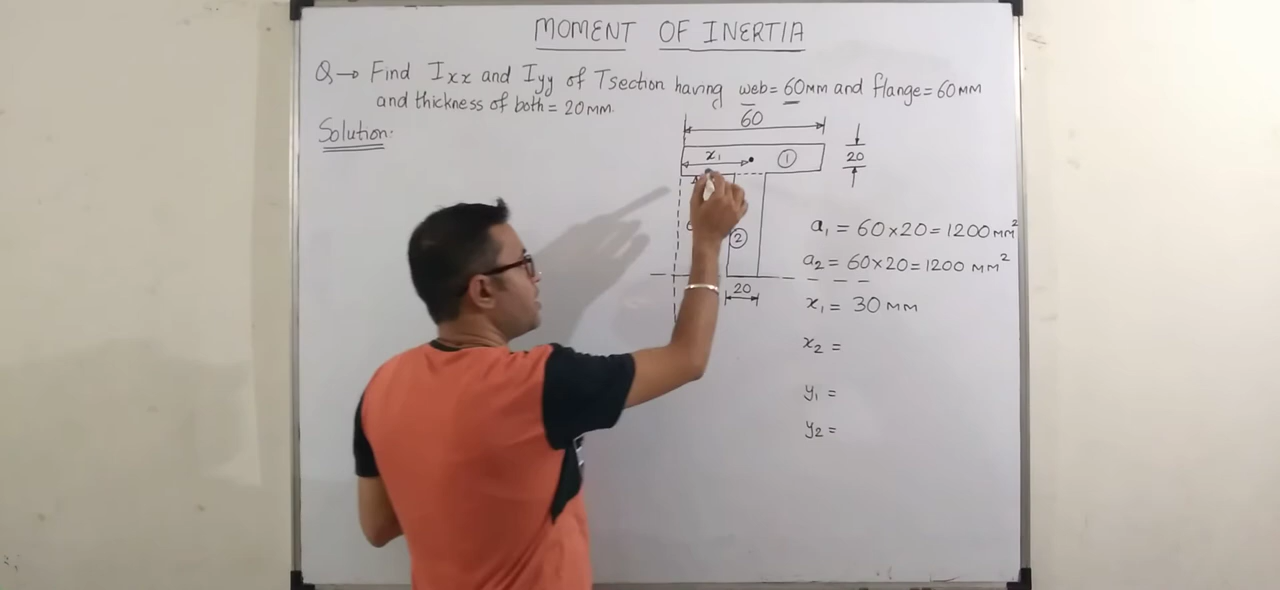 MOMENT OF INERTIA
Q→ Find Ixx and Iyy of T section having web = 60MM and flange = 60MM
and thickness of both = 20MM.
Solution:
60
x₁
①
20
②
20
a₁ = 60×20 = 1200 MM²
a₂ = 60×20 = 1200 MM²
x₁ = 30 MM
x₂ =
y₁ =
y₂ =